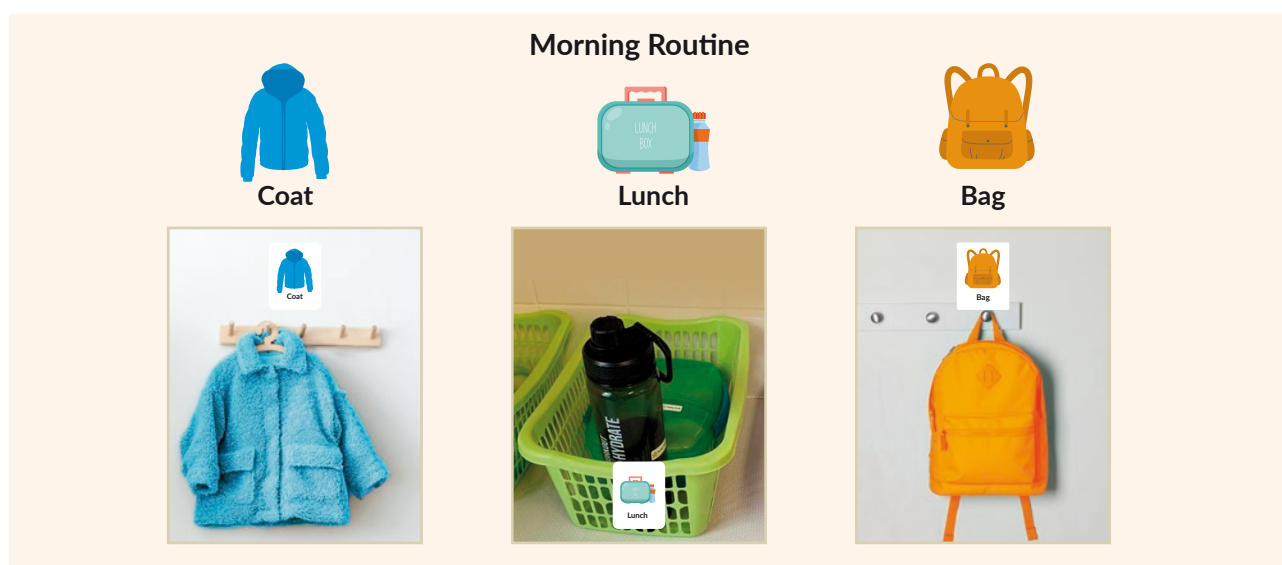 Morning Routine
LUNCH
BOX
Coat
Lunch
Bag
Coat
HYDRATE
Lunch
Bag